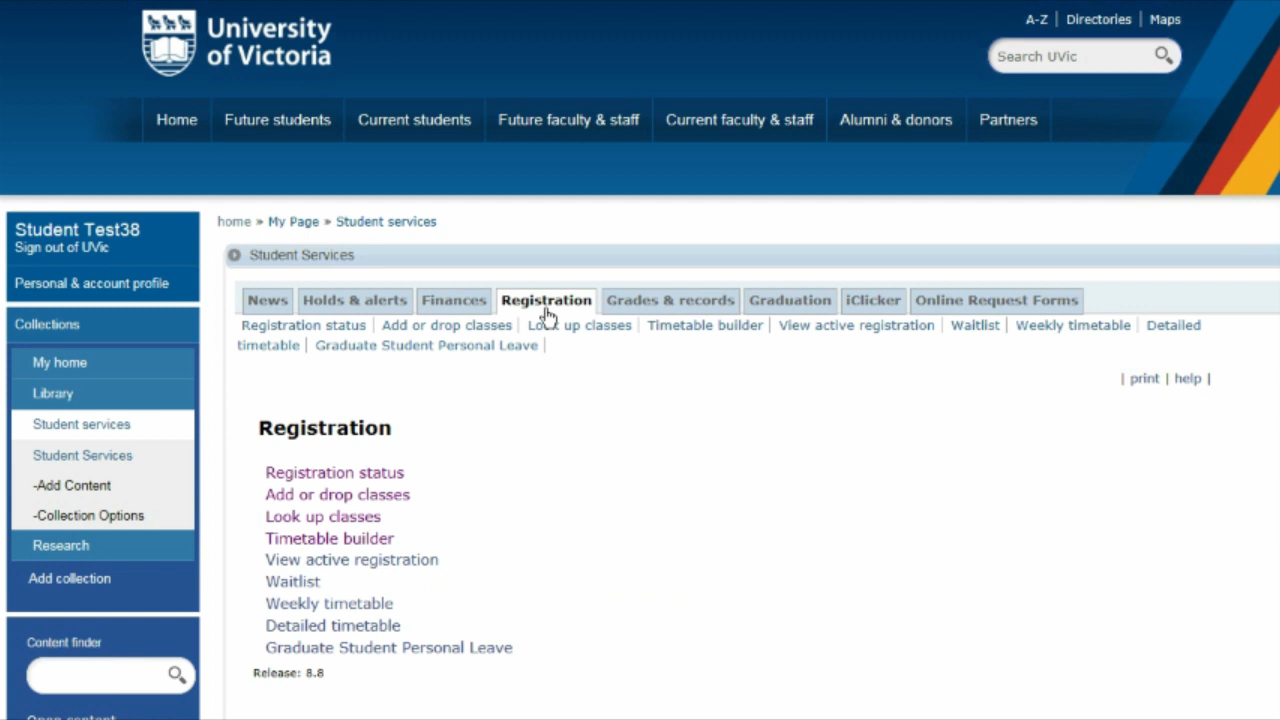 University
of Victoria
A-Z | Directories | Maps
Search UVic
Home Future students Current students Future faculty & staff Current faculty & staff Alumni & donors Partners
Student Test38
Sign out of UVic
Personal & account profile
Collections
My home
Library
Student services
Student Services
-Add Content
-Collection Options
Research
Add collection
Content finder
Open content
home » My Page » Student services
Student Services
News Holds & alerts Finances Registration Grades & records Graduation iClicker Online Request Forms
Registration status | Add or drop classes | Look up classes | Timetable builder | View active registration | Waitlist | Weekly timetable | Detailed
timetable | Graduate Student Personal Leave |
| print | help |
Registration
Registration status
Add or drop classes
Look up classes
Timetable builder
View active registration
Waitlist
Weekly timetable
Detailed timetable
Graduate Student Personal Leave
Release: 8.8